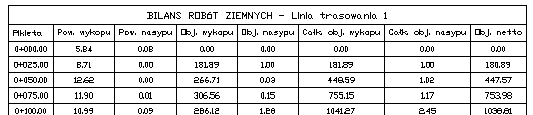 BILANS ROBÓT ZIEMNYCH - Linia trasowania 1
Pikieta Pow. wykopu Pow. nasypu Obj. wykopu Obj. nasypu Całk. obj. wykopu Całk. obj. nasypu Obj. netto
0+000.00 5.84 0.08 0.00 0.00 0.00 0.00 0.00
0+025.00 8.71 0.00 181.89 1.00 181.89 1.00 180.89
0+050.00 12.62 0.00 266.71 0.03 448.59 1.02 447.57
0+075.00 11.90 0.01 306.56 0.15 755.15 1.17 753.98
0+100.00 10.99 0.09 286.12 1.28 1041.27 2.45 1038.81